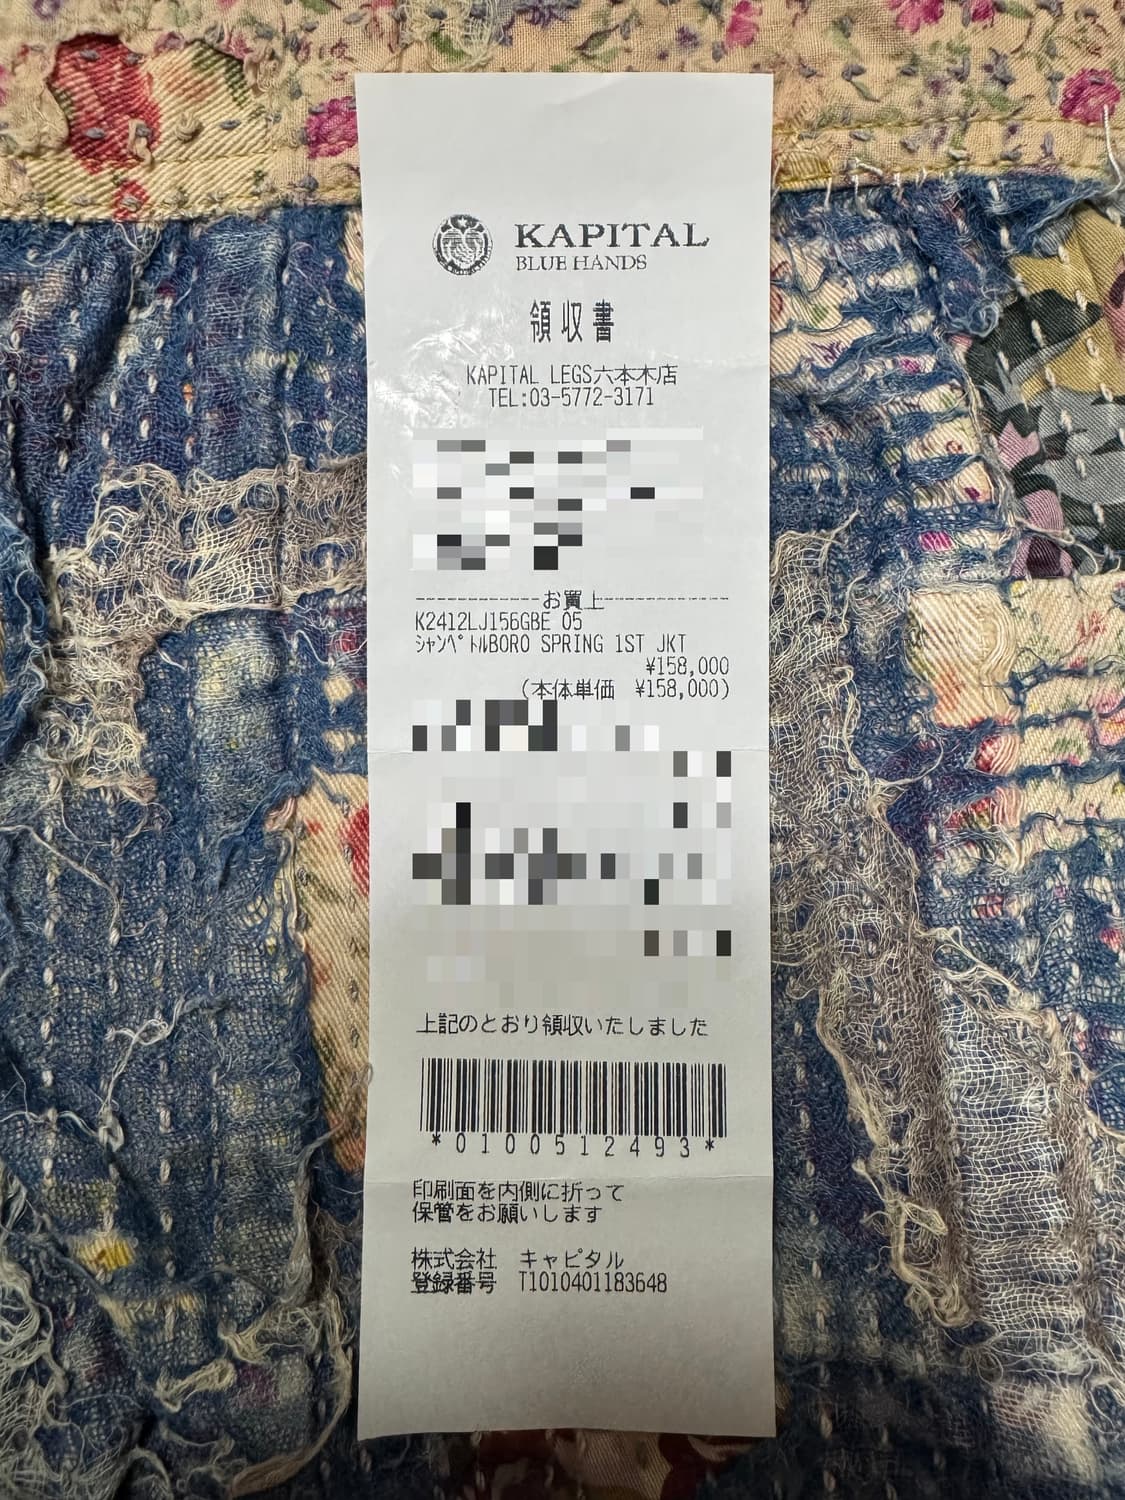 KAPITAL
BLUE HANDS
領収書
KAPITAL LEGS六本木店
TEL:03-5772-3171
----------お買上----------
K2412LJ156GBE 05
ｼｬﾝﾍﾟﾄﾙBORO SPRING 1ST JKT
¥158,000
(本体単価 ¥158,000)
上記のとおり領収いたしました
*0100512493*
印刷面を内側に折って
保管をお願いします
株式会社 キャピタル
登録番号 T1010401183648